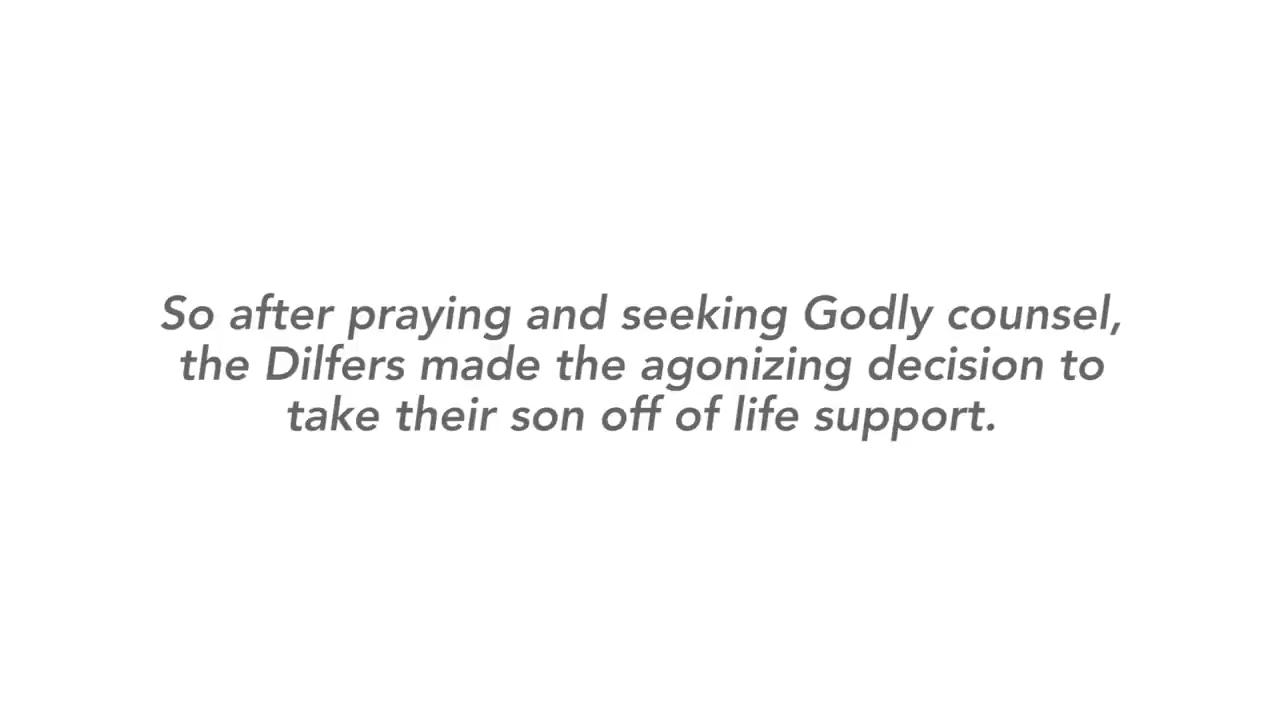 So after praying and seeking Godly counsel,
the Dilfers made the agonizing decision to
take their son off of life support.